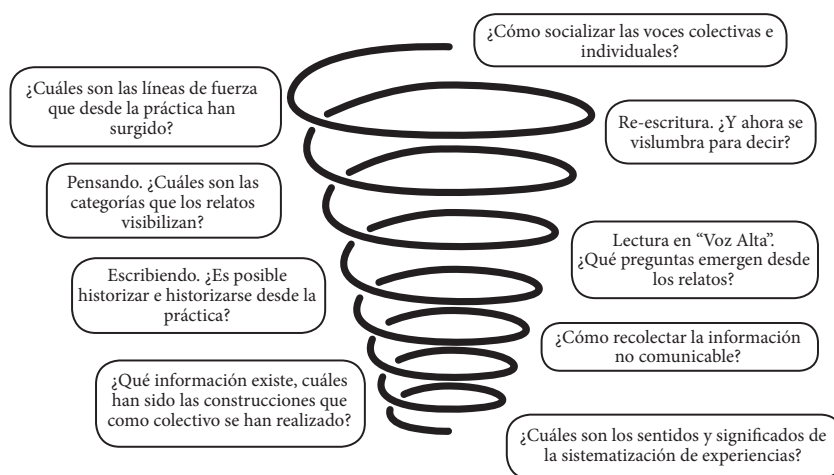 ¿Cómo socializar las voces colectivas e
individuales?
¿Cuáles son las líneas de fuerza
que desde la práctica han
surgido?
Re-escritura. ¿Y ahora se
vislumbra para decir?
Pensando. ¿Cuáles son las
categorías que los relatos
visibilizan?
Lectura en “Voz Alta”.
¿Qué preguntas emergen desde
los relatos?
Escribiendo. ¿Es posible
historizar e historizarse desde la
práctica?
¿Cómo recolectar la información
no comunicable?
¿Qué información existe, cuáles
han sido las construcciones que
como colectivo se han realizado?
¿Cuáles son los sentidos y significados de
la sistematización de experiencias?